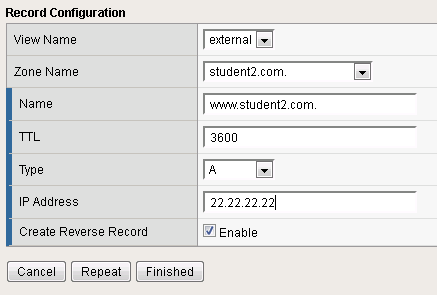 Record Configuration
View Name external
Zone Name student2.com.
Name www.student2.com.
TTL 3600
Type A
IP Address 22.22.22.22
Create Reverse Record Enable
Cancel Repeat Finished